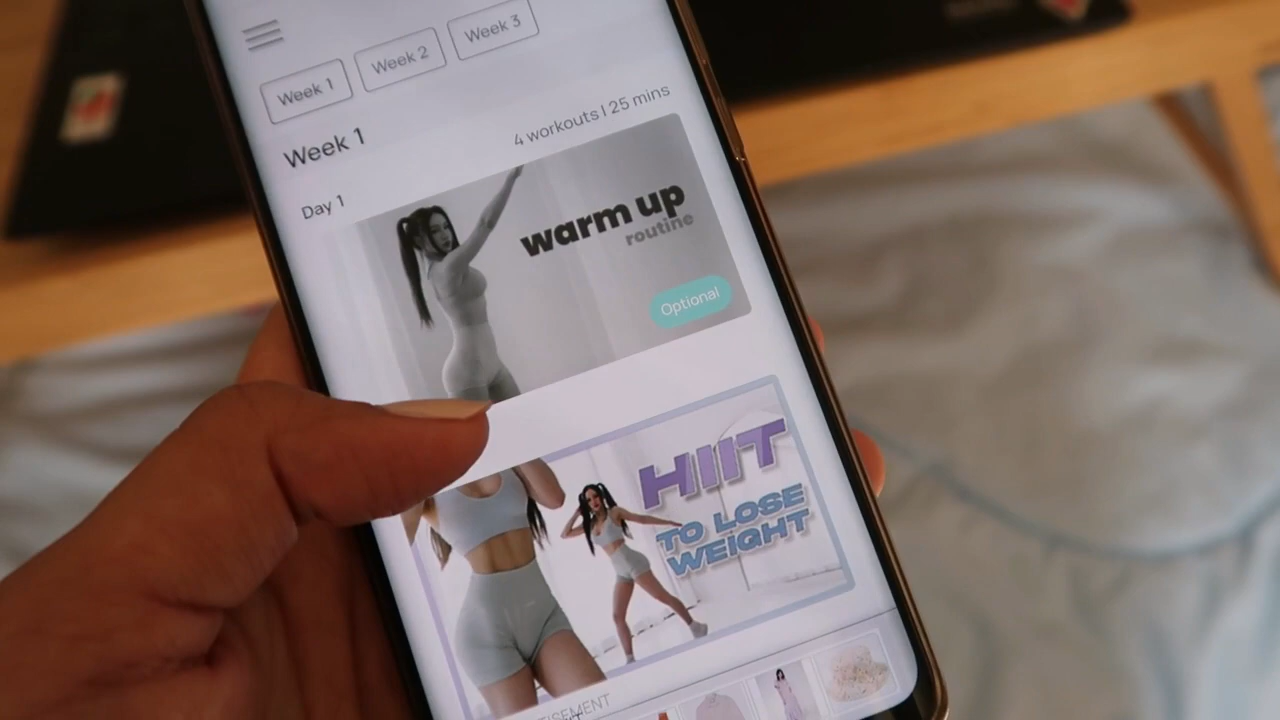 Week 1
Week 2
Week 3
Week 1
4 workouts | 25 mins
Day 1
warm up
routine
Optional
HIIT
TO LOSE
WEIGHT